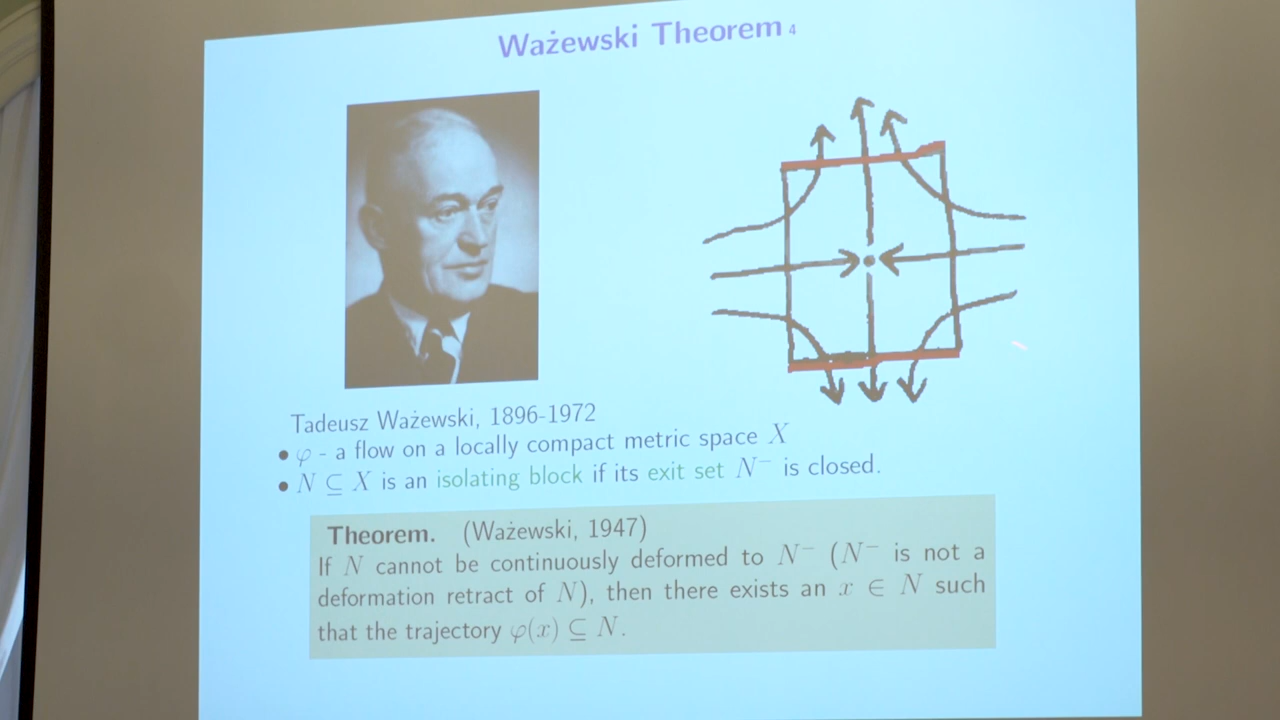 Ważewski Theorem 4
Tadeusz Ważewski, 1896-1972
• φ - a flow on a locally compact metric space X
• N ⊆ X is an isolating block if its exit set N⁻ is closed.
Theorem. (Ważewski, 1947)
If N cannot be continuously deformed to N⁻ (N⁻ is not a
deformation retract of N), then there exists an x ∈ N such
that the trajectory φ(x) ⊆ N.